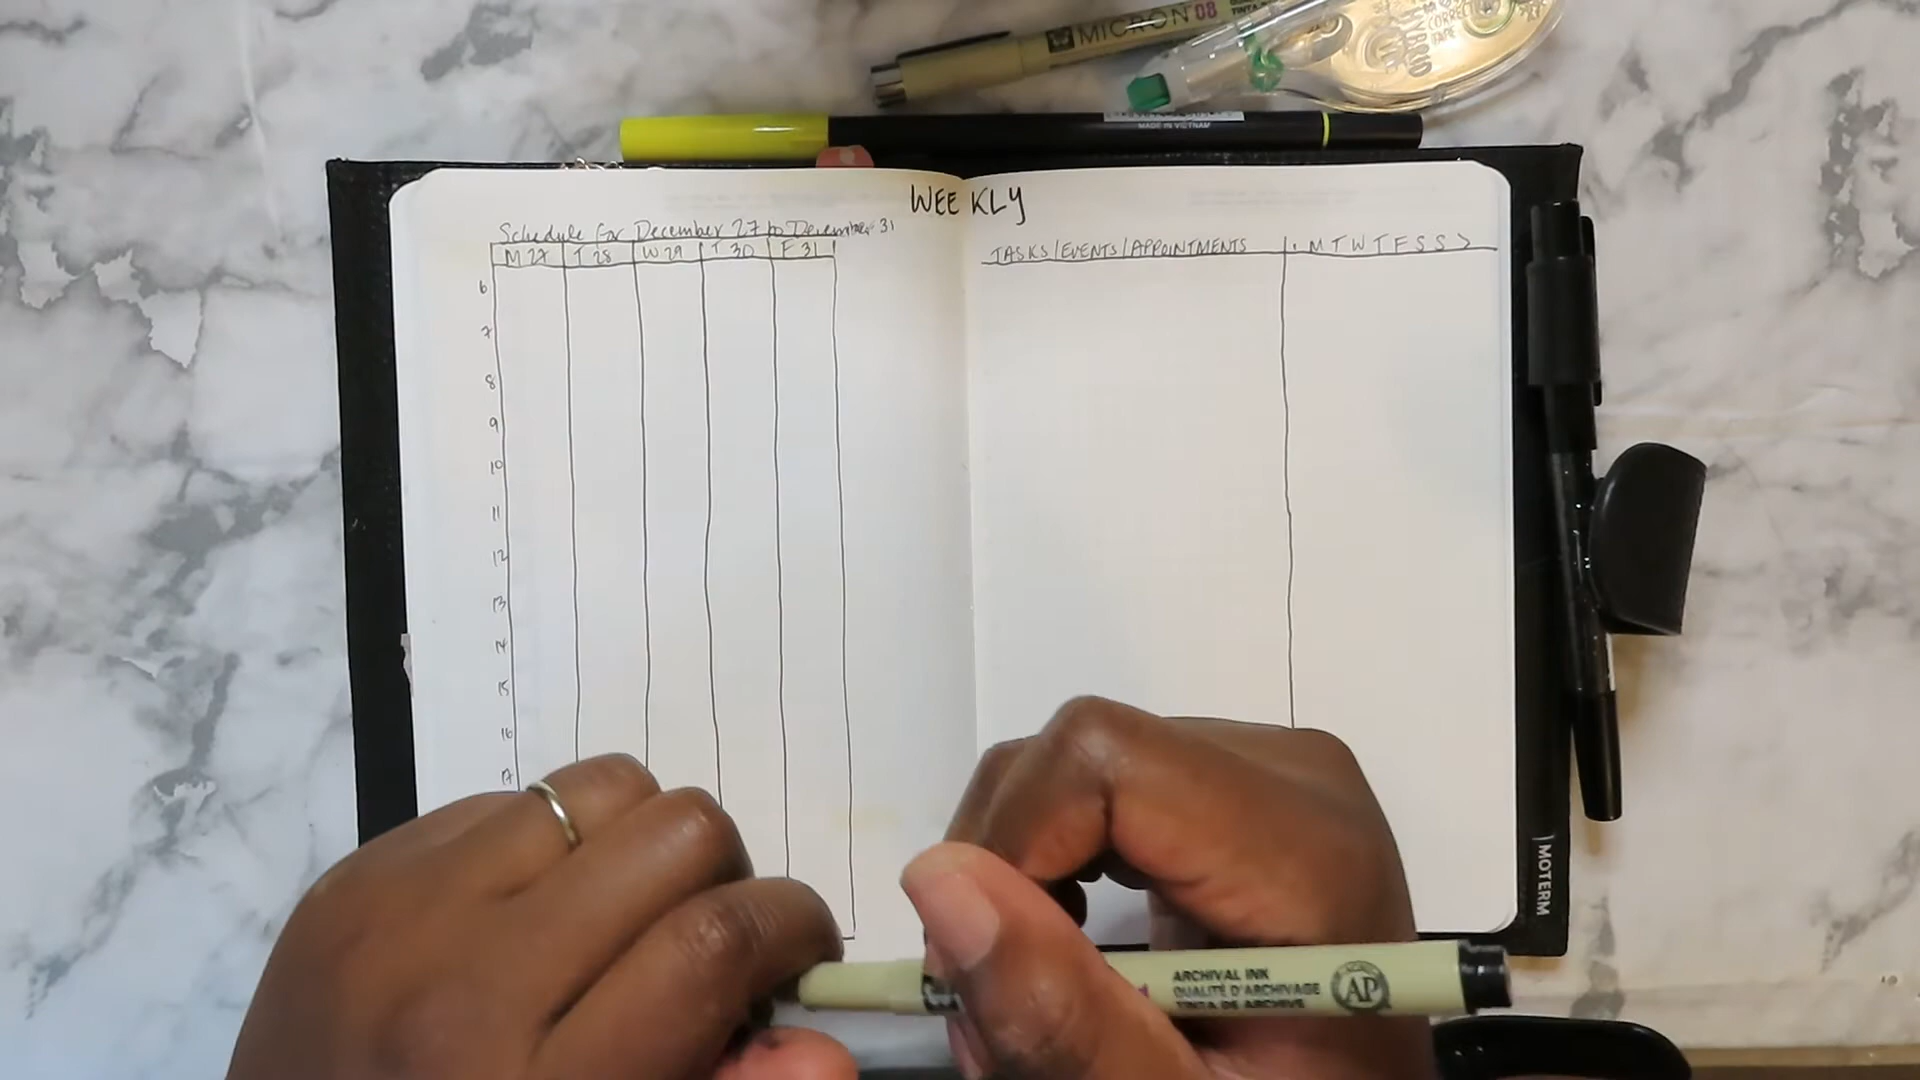 MICRON 08
HYBRID
MADE IN VIETNAM
WEEKLY
Schedule for December 27 to December 31
M 27 T 28 W 29 T 30 F 31
6
7
8
9
10
11
12
13
14
15
16
17
TASKS/EVENTS/APPOINTMENTS . M T W T F S S >
MOTERM
ARCHIVAL INK
QUALITÉ D'ARCHIVAGE
TINTA DE ARCHIVE
AP